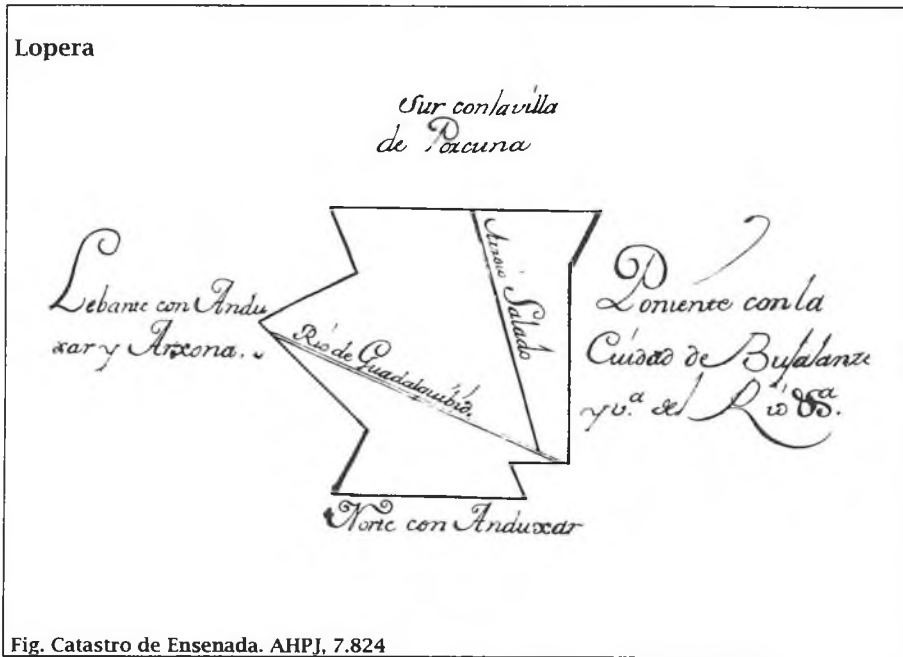 Lopera
Sur con la villa
de Porcuna
Lebante con Andu
xar y Arxona.
Río de Guadalquibir.
Arroio Salado
Poniente con la
Ciudad de Bujalanze
y v.ª del Rio
Norte con Anduxar
Fig. Catastro de Ensenada. AHPJ, 7.824